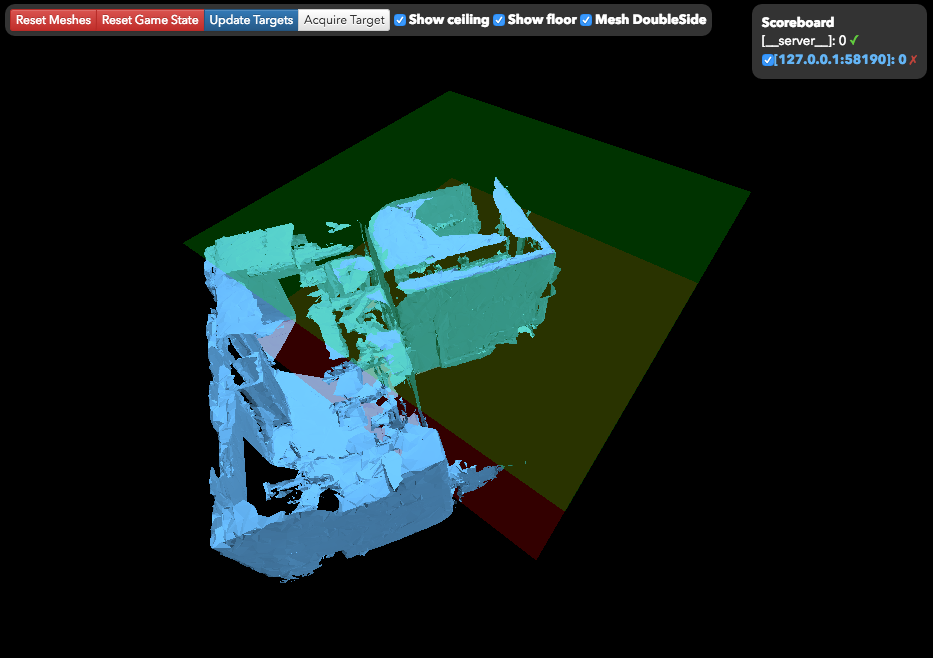 Reset Meshes Reset Game State Update Targets Acquire Target Show ceiling Show floor Mesh DoubleSide
Scoreboard
[__server__]: 0 ✓
[127.0.0.1:58190]: 0 ✗